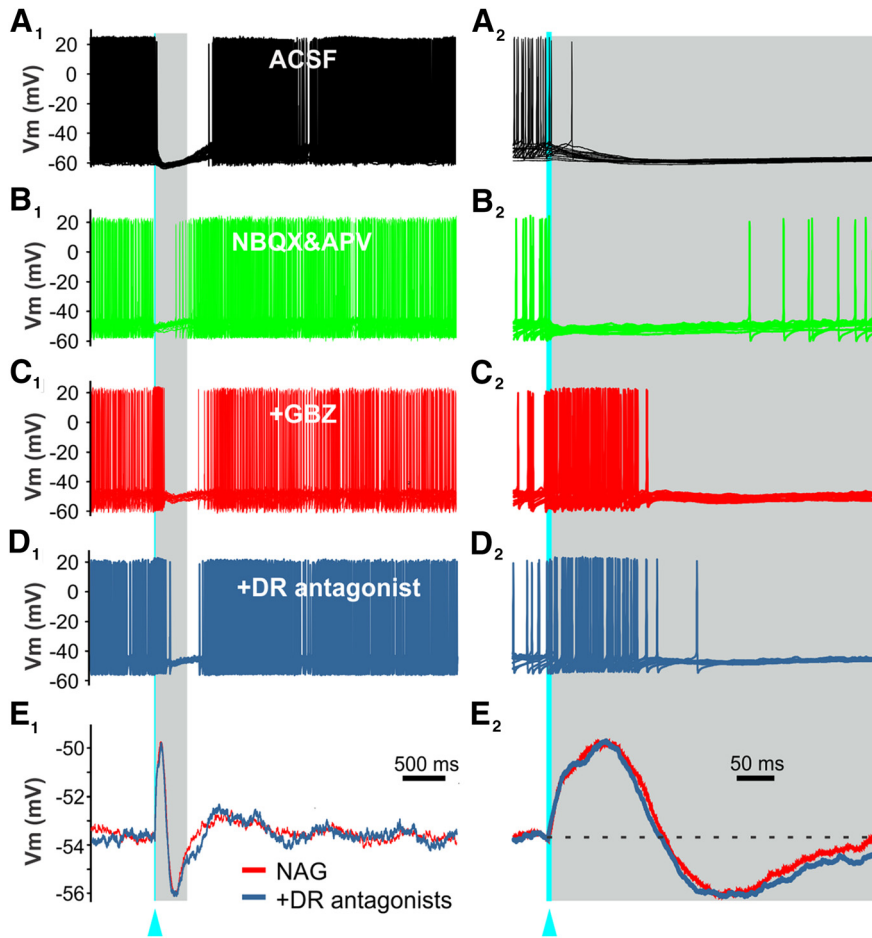 A1
A2
Vm (mV)
20
0
-20
-40
-60
ACSF
B1
B2
Vm (mV)
20
0
-20
-40
-60
NBQX&APV
C1
C2
Vm (mV)
20
0
-20
-40
-60
+GBZ
D1
D2
Vm (mV)
20
0
-20
-40
-60
+DR antagonist
E1
E2
Vm (mV)
-50
-52
-54
-56
500 ms
50 ms
NAG
+DR antagonists